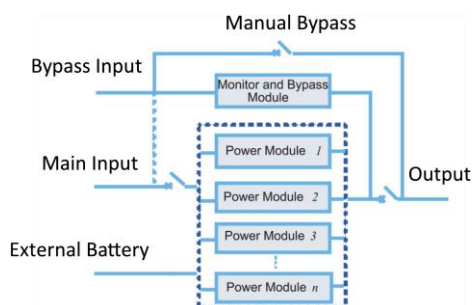 Manual Bypass
Bypass Input
Monitor and Bypass
Module
Power Module 1
Main Input
Output
Power Module 2
Power Module 3
External Battery
Power Module n